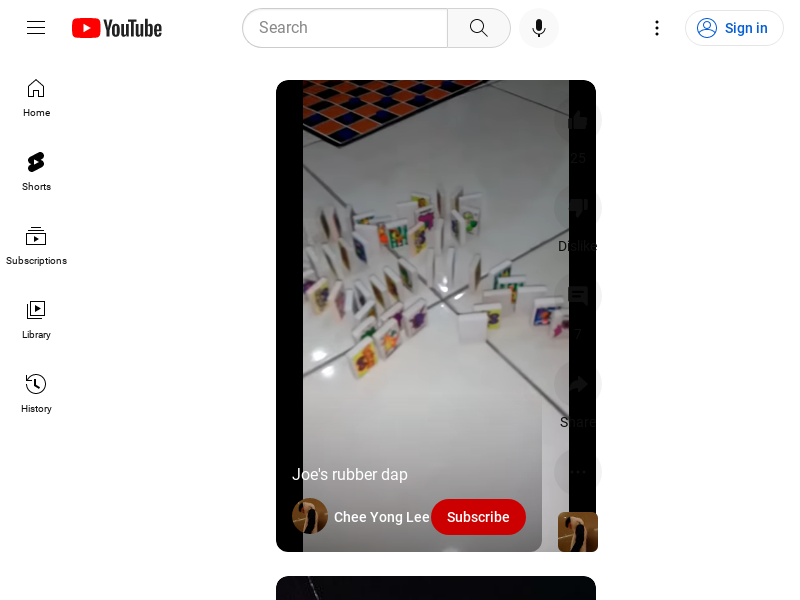 YouTube
Search
Sign in
Home
Shorts
Subscriptions
Library
History
25
Dislike
7
Share
Joe's rubber dap
Chee Yong Lee
Subscribe